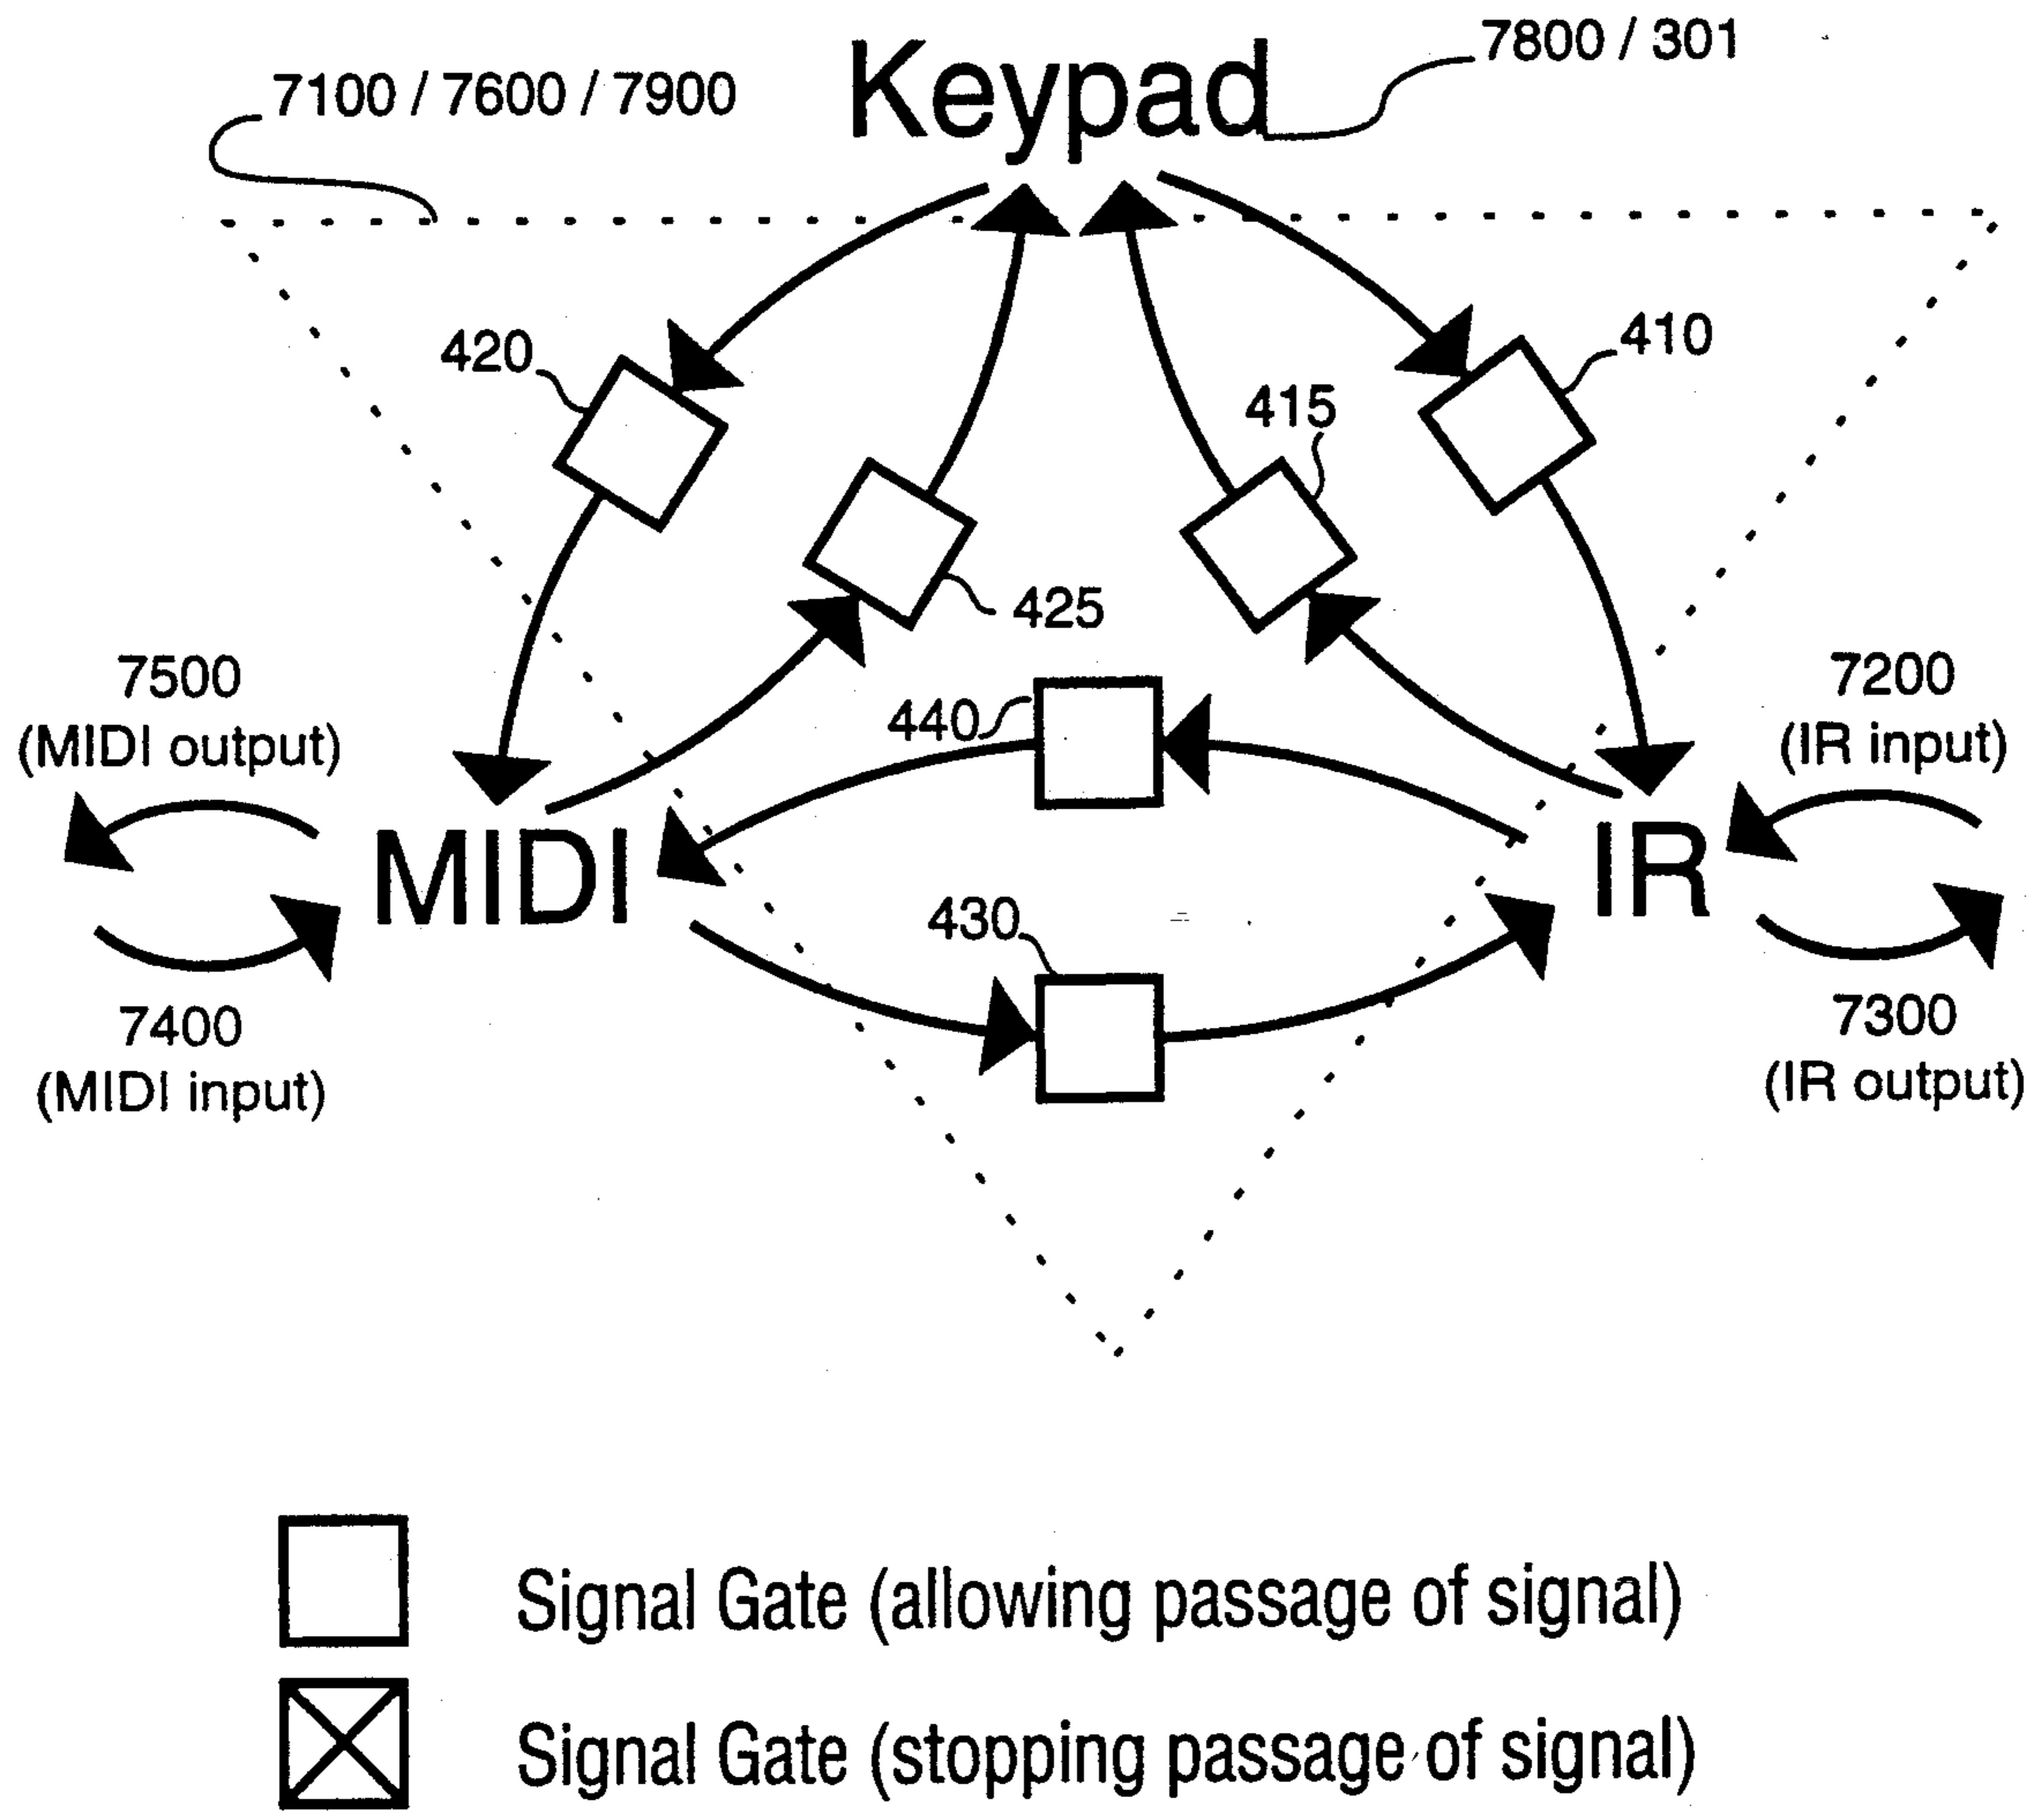 7800 / 301
7100 / 7600 / 7900
Keypad
410
420
415
425
7500
(MIDI output)
7200
(IR input)
440
MIDI
IR
430
7400
(MIDI input)
7300
(IR output)
Signal Gate (allowing passage of signal)
Signal Gate (stopping passage of signal)